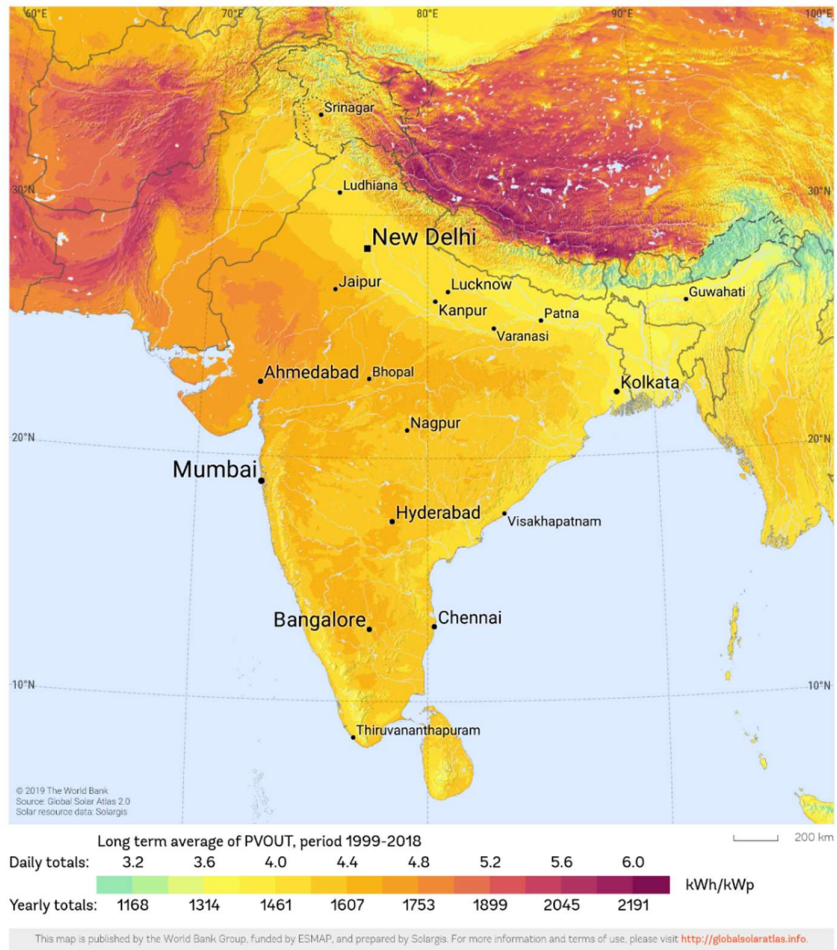 60°E 70°E 80°E 90°E 100°E
Srinagar
30°N 30°N
Ludhiana
New Delhi
Jaipur
Lucknow
Guwahati
Kanpur
Patna
Varanasi
Ahmedabad
Bhopal
Kolkata
Nagpur
20°N 20°N
Mumbai
Hyderabad
Visakhapatnam
Bangalore
Chennai
10°N 10°N
Thiruvananthapuram
© 2019 The World Bank
Source: Global Solar Atlas 2.0
Solar resource data: Solargis
200 km
Long term average of PVOUT, period 1999-2018
Daily totals: 3.2 3.6 4.0 4.4 4.8 5.2 5.6 6.0
kWh/kWp
Yearly totals: 1168 1314 1461 1607 1753 1899 2045 2191
This map is published by the World Bank Group, funded by ESMAP, and prepared by Solargis. For more information and terms of use, please visit http://globalsolaratlas.info.